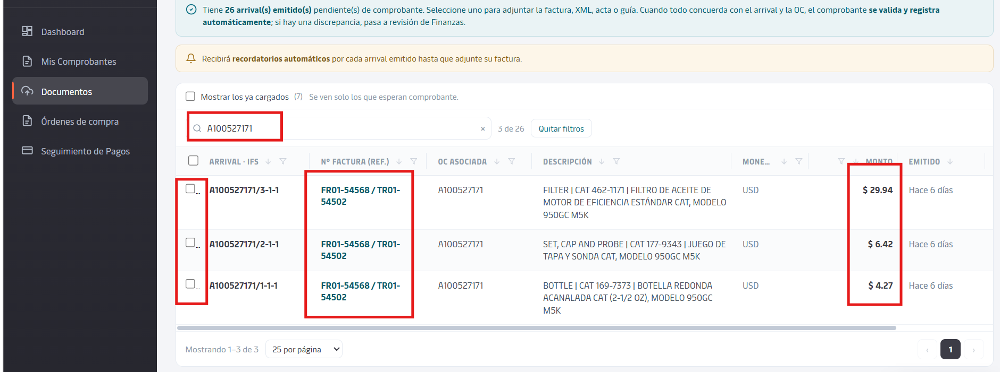 Tiene 26 arrival(s) emitido(s) pendiente(s) de comprobante. Seleccione uno para adjuntar la factura, XML, acta o guía. Cuando todo concuerda con el arrival y la OC, el comprobante se valida y registra
automáticamente; si hay una discrepancia, pasa a revisión de Finanzas.
Dashboard
Mis Comprobantes
Documentos
Órdenes de compra
Seguimiento de Pagos
Recibirá recordatorios automáticos por cada arrival emitido hasta que adjunte su factura.
Mostrar los ya cargados (7) Se ven solo los que esperan comprobante.
A100527171 × 3 de 26 Quitar filtros
ARRIVAL · IFS Nº FACTURA (REF.) OC ASOCIADA DESCRIPCIÓN MONE... MONTO EMITIDO
... A100527171/3-1-1 FR01-54568 / TR01- A100527171 FILTER | CAT 462-1171 | FILTRO DE ACEITE DE USD $ 29.94 Hace 6 días
54502 MOTOR DE EFICIENCIA ESTÁNDAR CAT, MODELO
950GC M5K
... A100527171/2-1-1 FR01-54568 / TR01- A100527171 SET, CAP AND PROBE | CAT 177-9343 | JUEGO DE USD $ 6.42 Hace 6 días
54502 TAPA Y SONDA CAT, MODELO 950GC M5K
... A100527171/1-1-1 FR01-54568 / TR01- A100527171 BOTTLE | CAT 169-7373 | BOTELLA REDONDA USD $ 4.27 Hace 6 días
54502 ACANALADA CAT (2-1/2 OZ), MODELO 950GC
M5K
Mostrando 1–3 de 3 25 por página ‹ 1 ›